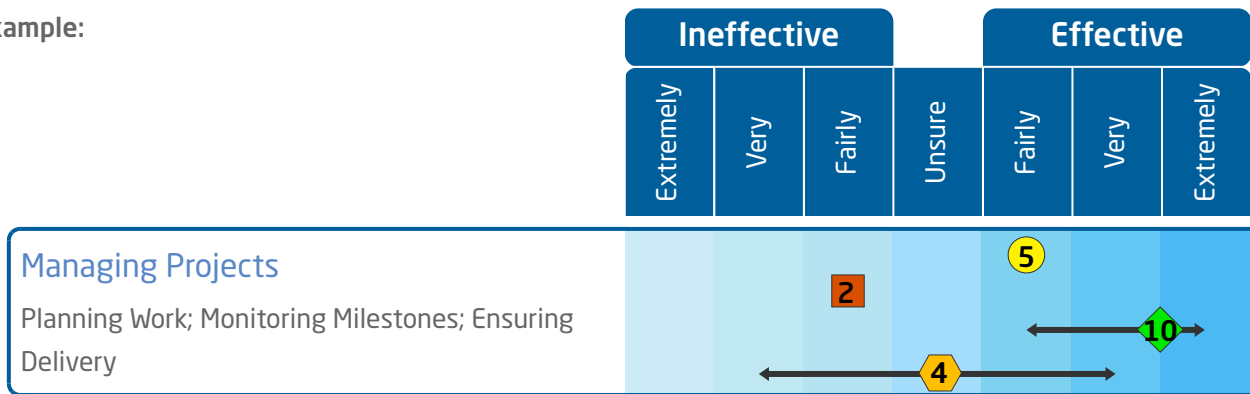 xample:
Ineffective
Effective
Extremely
Very
Fairly
Unsure
Fairly
Very
Extremely
Managing Projects
5
2
Planning Work; Monitoring Milestones; Ensuring
10
Delivery
4